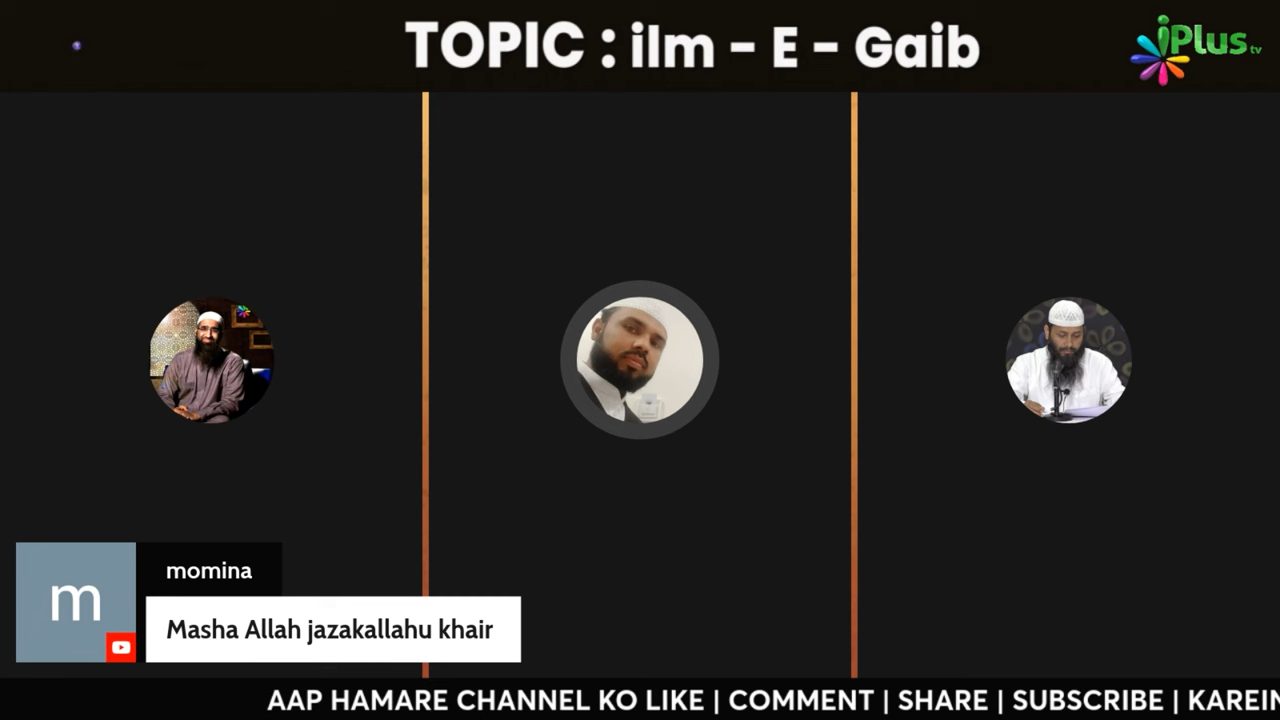 TOPIC : ilm - E - Gaib
iPlus tv
m
momina
Masha Allah jazakallahu khair
AAP HAMARE CHANNEL KO LIKE | COMMENT | SHARE | SUBSCRIBE | KAREIN